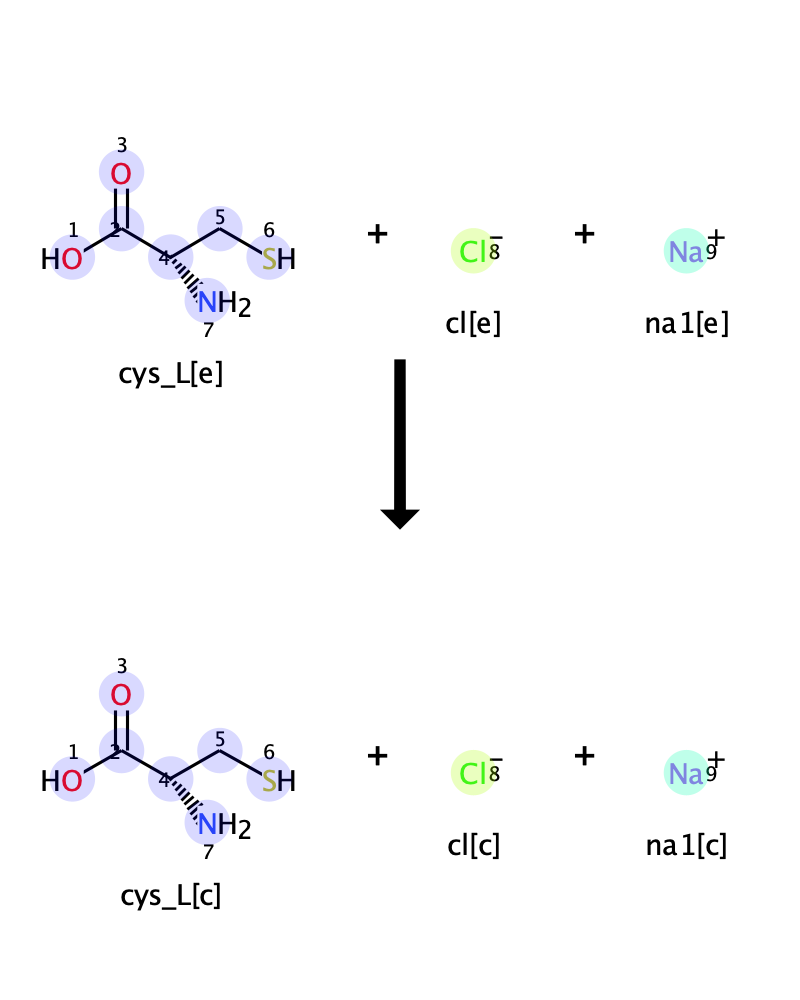 3
O
1 2 5 6
HO 4 SH + Cl⁻ 8 + Na⁺ 9
NH2
7
cl[e] na1[e]
cys_L[e]
3
O
1 2 5 6
HO 4 SH + Cl⁻ 8 + Na⁺ 9
NH2
7
cl[c] na1[c]
cys_L[c]